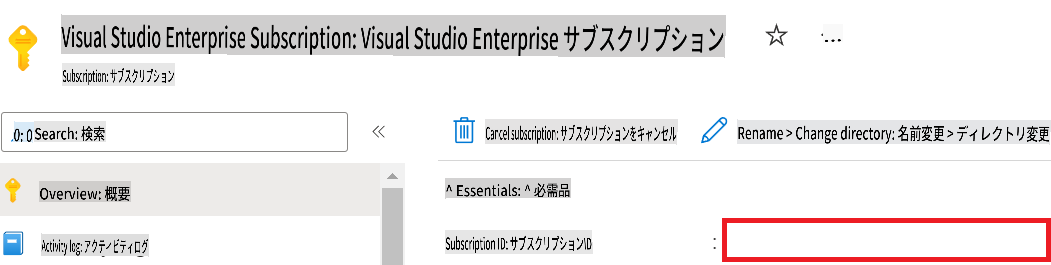 Visual Studio Enterprise Subscription: Visual Studio Enterprise サブスクリプション
Subscription: サブスクリプション
.0: 0 Search: 検索
Cancel subscription: サブスクリプションをキャンセル
Rename > Change directory: 名前変更 > ディレクトリ変更
Overview: 概要
^ Essentials: ^ 必需品
Activity log: アクティビティログ
Subscription ID: サブスクリプションID :